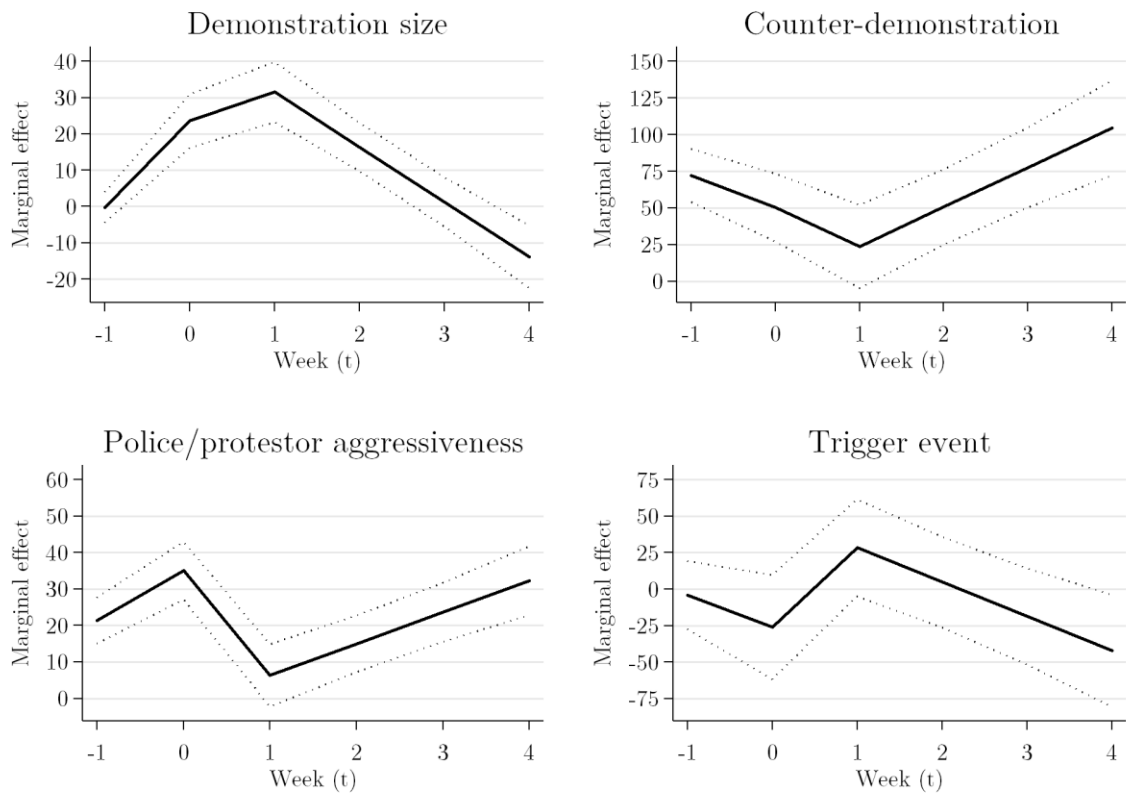 Demonstration size
Marginal effect
40
30
20
10
0
-10
-20
-1 0 1 2 3 4
Week (t)
Counter-demonstration
Marginal effect
150
125
100
75
50
25
0
-1 0 1 2 3 4
Week (t)
Police/protestor aggressiveness
Marginal effect
60
50
40
30
20
10
0
-1 0 1 2 3 4
Week (t)
Trigger event
Marginal effect
75
50
25
0
-25
-50
-75
-1 0 1 2 3 4
Week (t)